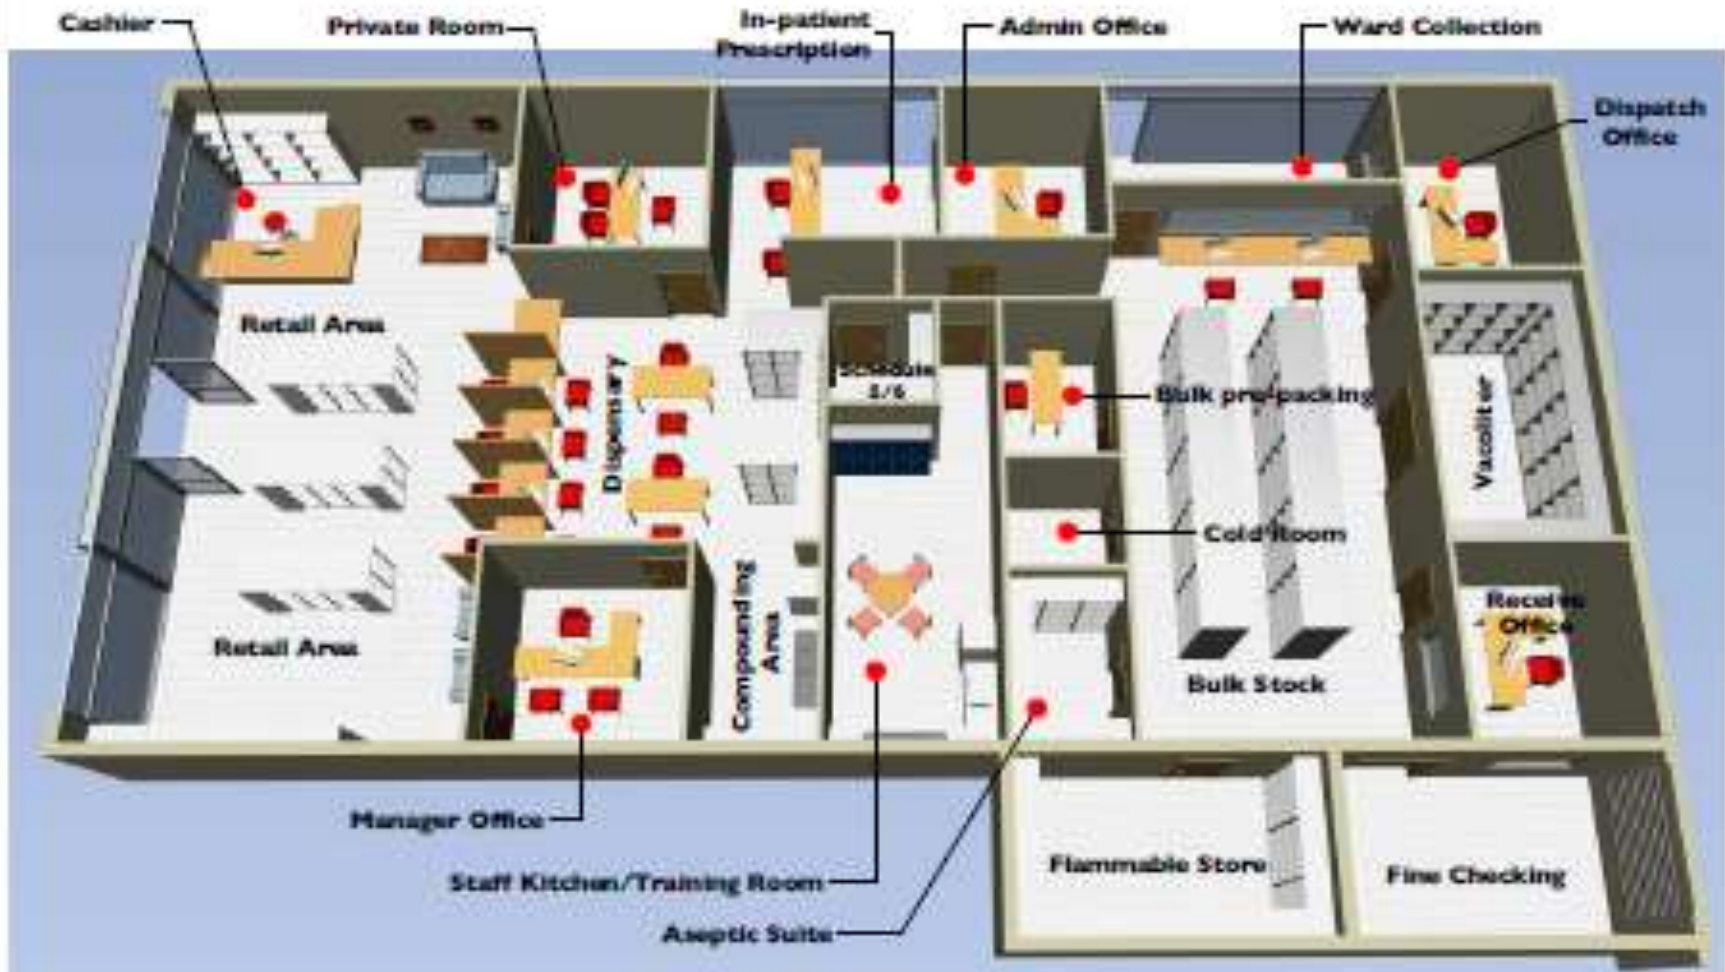 Cashier
Private Room
In-patient
Prescription
Admin Office
Ward Collection
Dispatch
Office
Retail Area
Dispensary
Schedule
5/6
Bulk pre-packing
Vacoliter
Cold Room
Compounding
Area
Receive
Office
Retail Area
Bulk Stock
Manager Office
Flammable Store
Fine Checking
Staff Kitchen/Training Room
Aseptic Suite